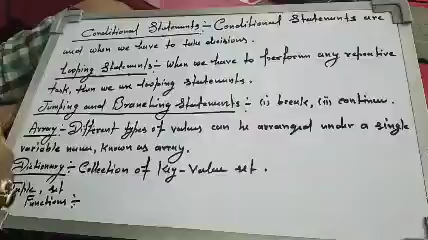 Conditional Statements :- Conditional Statements are
used when we have to take decisions.
Looping Statements :- When we have to perform any repeative
task, then we use looping statements.
Jumping and Branching Statements :- (i) break, (ii) continue.
Array :- Different types of values can be arranged under a single
variable name, known as array.
Dictionary :- Collection of Key-Value set.
Tuple, set
Functions :-